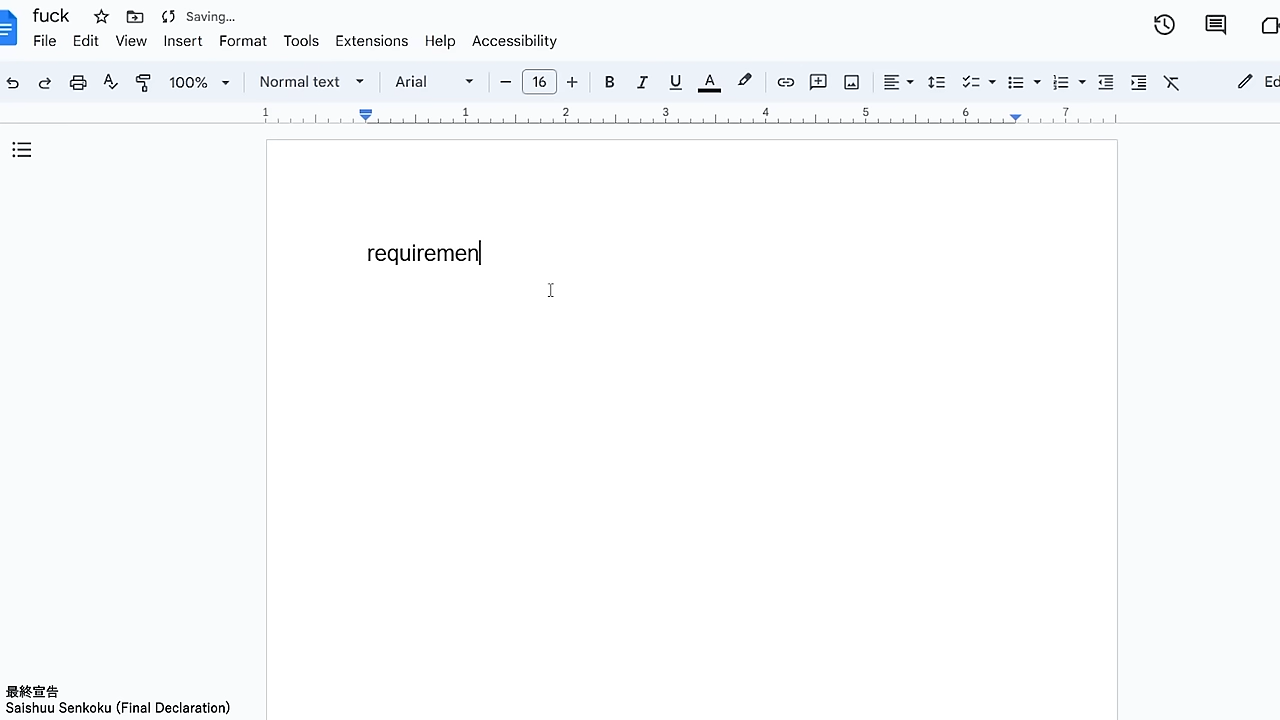 fuck Saving...
File Edit View Insert Format Tools Extensions Help Accessibility
100% Normal text Arial 16 B I U A Ed
1 1 2 3 4 5 6 7
requiremen
最終宣告
Saishuu Senkoku (Final Declaration)